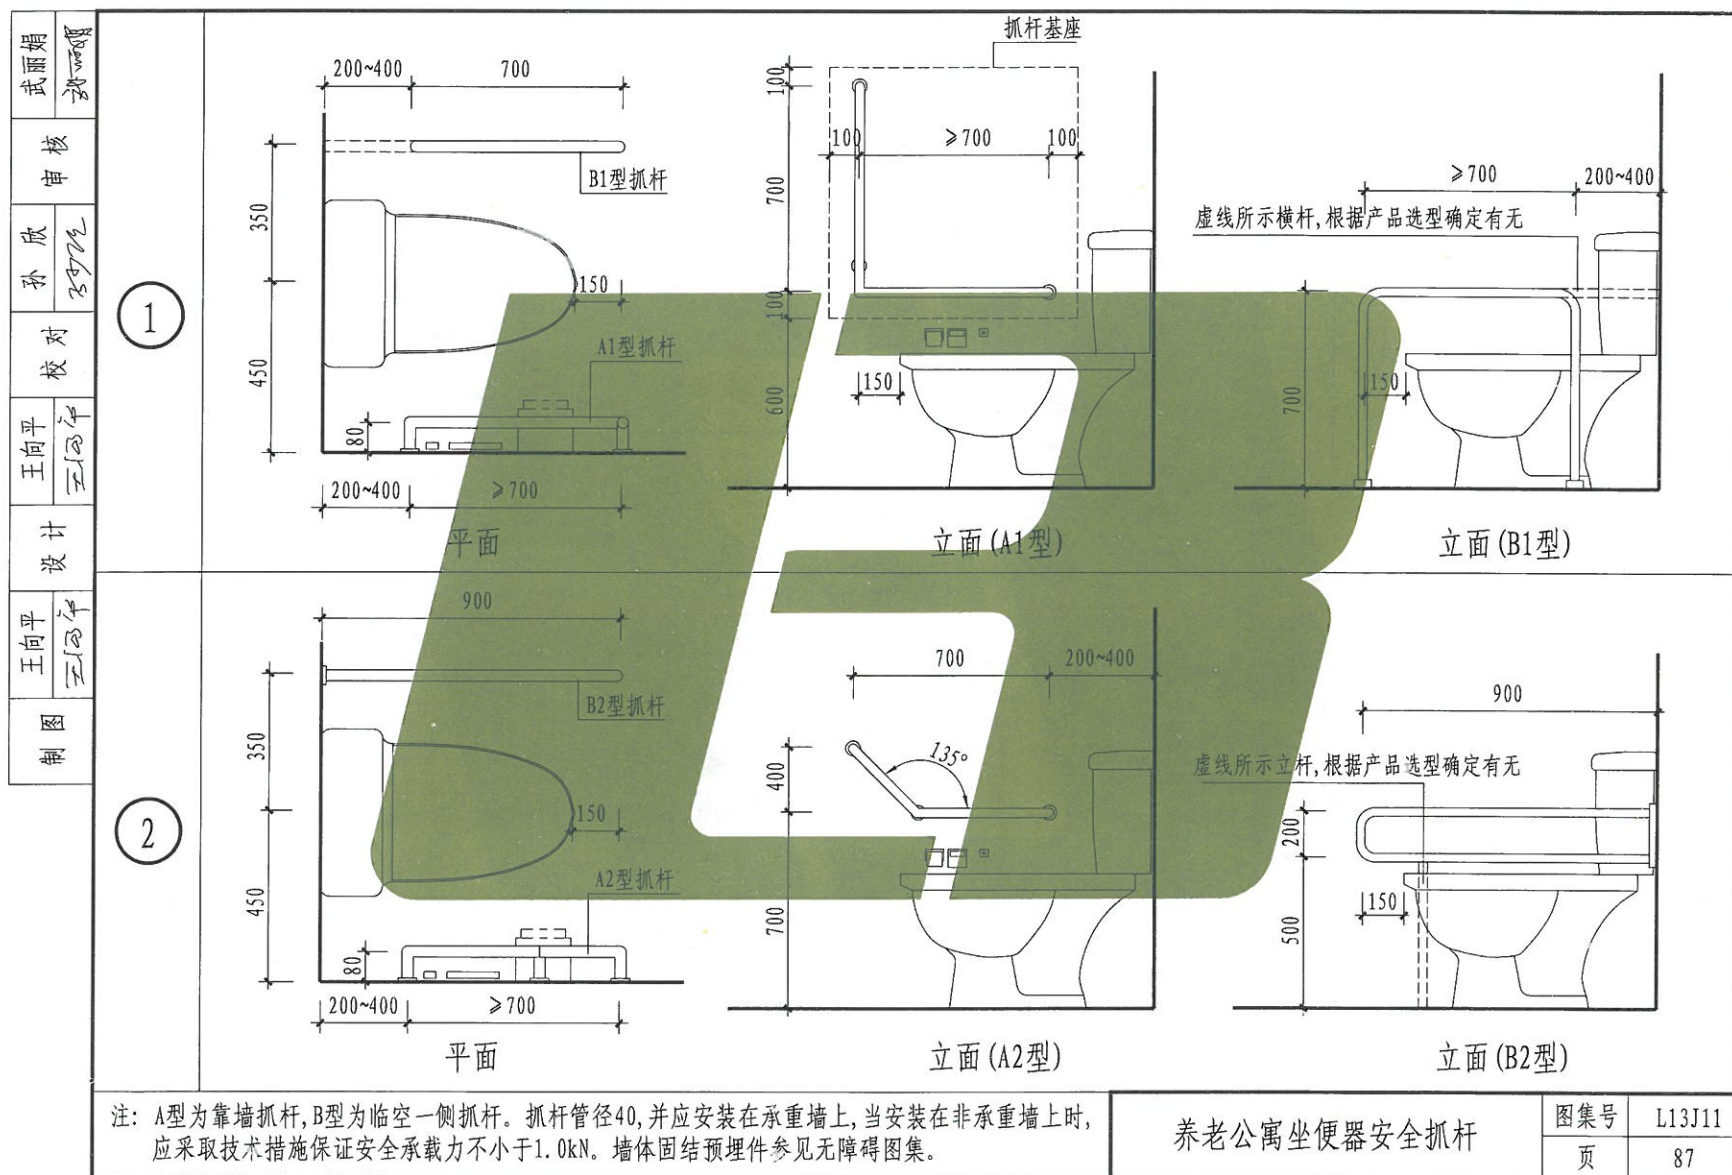 武丽娟
审核
孙欣
校对
王向平
设计
王向平
制图
1
200~400
700
350
450
B1型抓杆
150
A1型抓杆
80
200~400
≥700
平面
抓杆基座
100
100
≥700
100
700
100
150
600
立面(A1型)
≥700
200~400
虚线所示横杆,根据产品选型确定有无
150
700
立面(B1型)
2
900
B2型抓杆
350
150
450
A2型抓杆
80
200~400
≥700
平面
700
200~400
135°
400
700
立面(A2型)
900
虚线所示立杆,根据产品选型确定有无
200
150
500
立面(B2型)
注: A型为靠墙抓杆,B型为临空一侧抓杆。抓杆管径40,并应安装在承重墙上,当安装在非承重墙上时,
应采取技术措施保证安全承载力不小于1.0kN。墙体固结预埋件参见无障碍图集。
养老公寓坐便器安全抓杆
图集号 L13J11
页 87